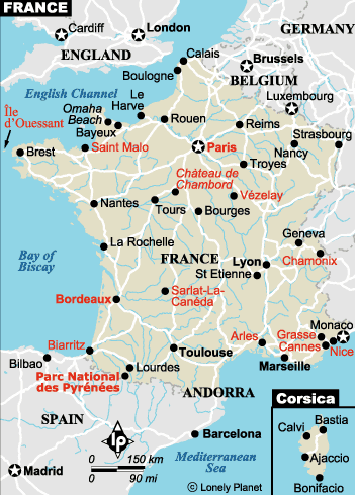 FRANCE
Cardiff
London
GERMANY
ENGLAND
Calais
Brussels
Boulogne
BELGIUM
English Channel
Le
Harve
Luxembourg
Île
d'Ouessant
Omaha
Beach
Rouen
Reims
Bayeux
Strasbourg
Brest
Saint Malo
Paris
Nancy
Troyes
Château de
Chambord
Vézelay
Nantes
Tours
Bourges
La Rochelle
Geneva
Bay of
Biscay
FRANCE
Lyon
Chamonix
St Etienne
Sarlat-La-
Canéda
Bordeaux
Monaco
Biarritz
Toulouse
Arles
Grasse
Cannes
Nice
Bilbao
Lourdes
Marseille
Parc National
des Pyrénées
ANDORRA
Corsica
SPAIN
Bastia
Calvi
lp
Barcelona
Ajaccio
0 150 km
0 90 mi
Mediterranean
Sea
Madrid
Bonifacio
© Lonely Planet